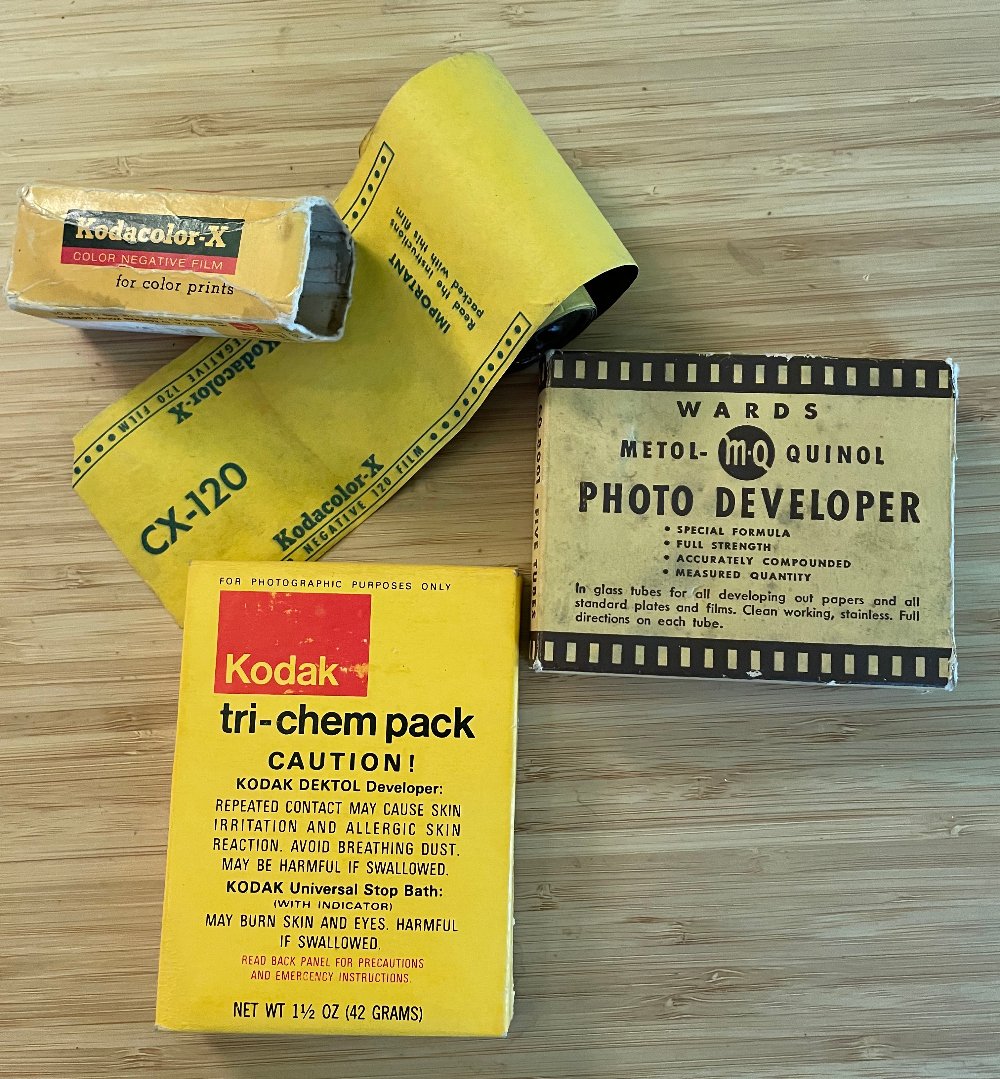 Kodacolor-X
COLOR NEGATIVE FILM
for color prints
IMPORTANT
Read the instructions
packed with this film
Kodacolor-X
NEGATIVE 120 FILM
CX-120
Kodacolor-X
NEGATIVE 120 FILM
WARDS
METOL- M-Q QUINOL
PHOTO DEVELOPER
• SPECIAL FORMULA
• FULL STRENGTH
• ACCURATELY COMPOUNDED
• MEASURED QUANTITY
In glass tubes for all developing out papers and all
standard plates and films. Clean working, stainless. Full
directions on each tube.
FIVE TUBES
FOR PHOTOGRAPHIC PURPOSES ONLY
Kodak
tri-chem pack
CAUTION!
KODAK DEKTOL Developer:
REPEATED CONTACT MAY CAUSE SKIN
IRRITATION AND ALLERGIC SKIN
REACTION. AVOID BREATHING DUST.
MAY BE HARMFUL IF SWALLOWED.
KODAK Universal Stop Bath:
(WITH INDICATOR)
MAY BURN SKIN AND EYES. HARMFUL
IF SWALLOWED.
READ BACK PANEL FOR PRECAUTIONS
AND EMERGENCY INSTRUCTIONS.
NET WT 1½ OZ (42 GRAMS)